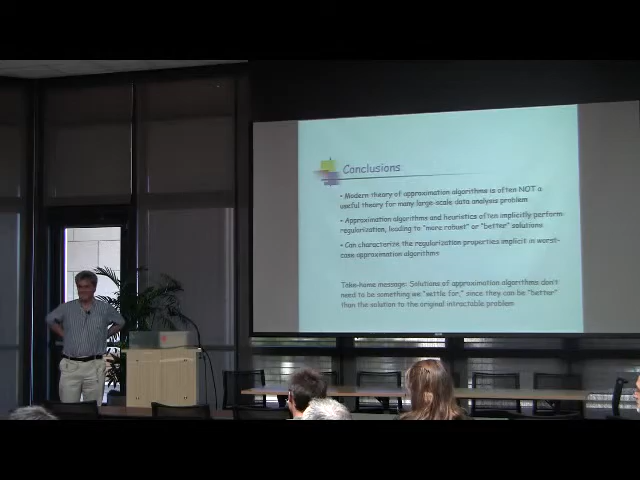 Conclusions
• Modern theory of approximation algorithms is often NOT a
useful theory for many large-scale data analysis problem
• Approximation algorithms and heuristics often implicitly perform
regularization, leading to "more robust" or "better" solutions
• Can characterize the regularization properties implicit in worst-
case approximation algorithms
Take-home message: Solutions of approximation algorithms don't
need to be something we "settle for," since they can be "better"
than the solution to the original intractable problem